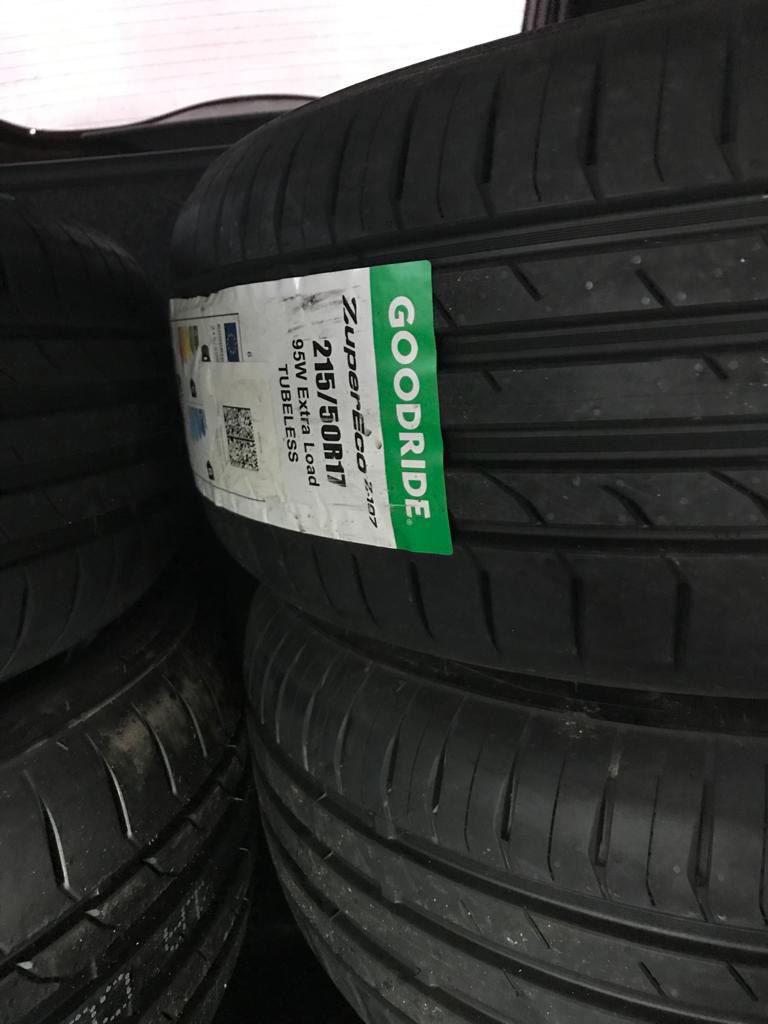 GOODRIDE®
ZuperEco Z-107
215/50R17
95W Extra Load
TUBELESS